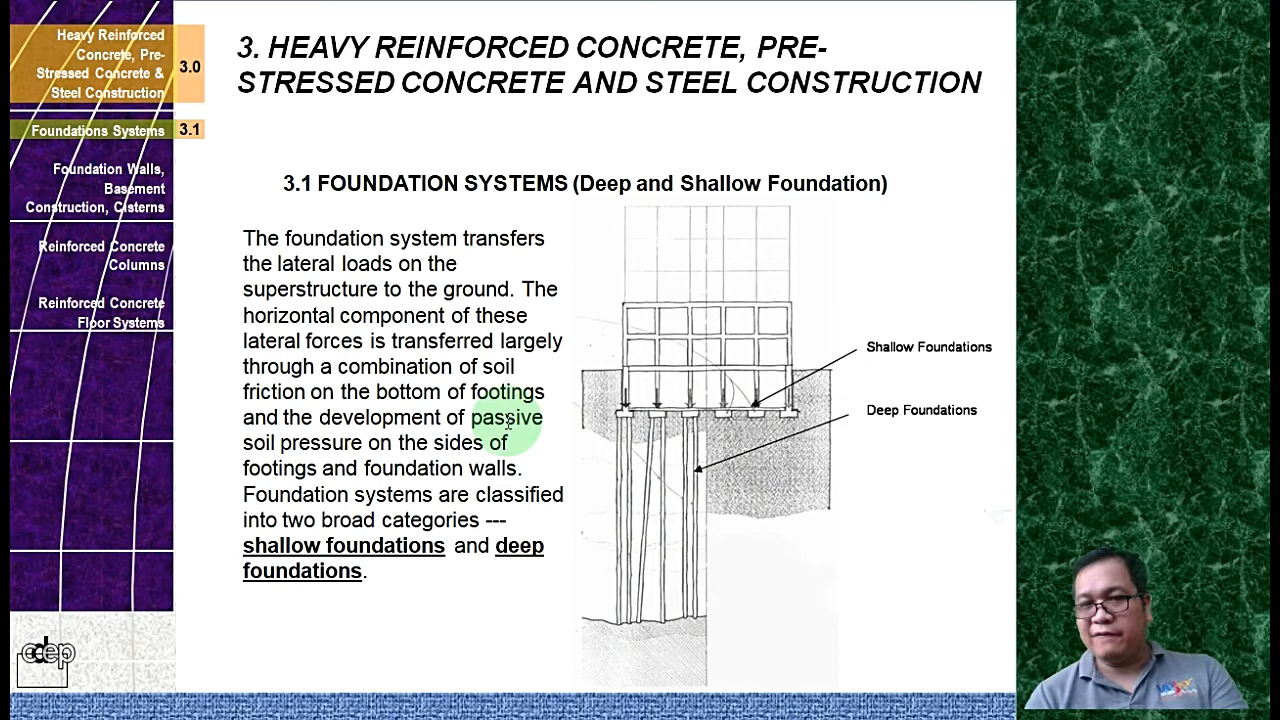 Heavy Reinforced
Concrete, Pre-
Stressed Concrete &
Steel Construction
3.0
Foundations Systems
3.1
Foundation Walls,
Basement
Construction, Cisterns
Reinforced Concrete
Columns
Reinforced Concrete
Floor Systems
3. HEAVY REINFORCED CONCRETE, PRE-
STRESSED CONCRETE AND STEEL CONSTRUCTION
3.1 FOUNDATION SYSTEMS (Deep and Shallow Foundation)
The foundation system transfers
the lateral loads on the
superstructure to the ground. The
horizontal component of these
lateral forces is transferred largely
through a combination of soil
friction on the bottom of footings
and the development of passive
soil pressure on the sides of
footings and foundation walls.
Foundation systems are classified
into two broad categories ---
shallow foundations and deep
foundations.
Shallow Foundations
Deep Foundations